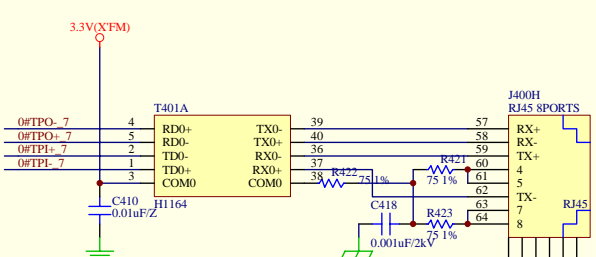 3.3V(X'FM)
J400H
RJ45 8PORTS
T401A
0#TPO-_7 4 RD0+ TX0- 39 57 RX+
0#TPO+_7 5 RD0- TX0+ 40 58 RX-
0#TPI+_7 2 TD0- RX0- 36 59 TX+
0#TPI-_7 1 TD0+ RX0+ 37 R421 60 4
3 COM0 COM0 38 R422 75 1% 75 1% 61 5
H1164 62 TX-
C410 C418 R423 63 7 RJ45
0.01uF/Z 64 8
0.001uF/2kV 75 1%